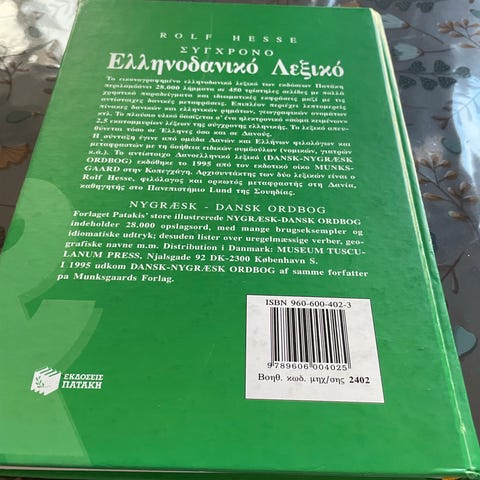 ROLF HESSE
ΣΥΓΧΡΟΝΟ
Ελληνοδανικό Λεξικό
Το εικονογραφημένο ελληνοδανικό λεξικό των εκδόσεων Πατάκη
περιλαμβάνει 28.000 λήμματα σε 450 τρίστηλες σελίδες με πολλά
χρηστικά παραδείγματα και ιδιωματικές εκφράσεις μαζί με τις
αντίστοιχες δανικές μεταφράσεις. Επιπλέον περιέχει λεπτομερείς
πίνακες δανικών και ελληνικών ρημάτων, γεωγραφικών ονομάτων
κτλ. Το πλούσιο υλικό βασίζεται σ' ένα ηλεκτρονικό «σώμα κειμένων»
2,5 εκατομμυρίων λέξεων της σύγχρονης ελληνικής. Το λεξικό απευ-
θύνεται τόσο σε Έλληνες όσο και σε Δανούς.
Η σύνταξη έγινε από ομάδα Δανών και Ελλήνων φιλολόγων και
μεταφραστών με τη βοήθεια ειδικών συμβούλων (νομικών, γιατρών
κ.ά.). Το αντίστοιχο Δανοελληνικό λεξικό (DANSK-NYGRÆSK
ORDBOG) εκδόθηκε το 1995 από τον εκδοτικό οίκο MUNKS-
GAARD στην Κοπεγχάγη. Αρχισυντάκτης των δύο λεξικών είναι ο
Rolf Hesse, φιλόλογος και ορκωτός μεταφραστής στη Δανία,
καθηγητής στο Πανεπιστήμιο Lund της Σουηδίας.
NYGRÆSK - DANSK ORDBOG
Forlaget Patakis' store illustrerede NYGRÆSK-DANSK ORDBOG
indeholder 28.000 opslagsord, med mange brugseksempler og
idiomatiske udtryk; desuden lister over uregelmæssige verber, geo-
grafiske navne m.m. Distribution i Danmark: MUSEUM TUSCU-
LANUM PRESS, Njalsgade 92 DK-2300 København S.
I 1995 udkom DANSK-NYGRÆSK ORDBOG af samme forfatter
pa Munksgaards Forlag.
ISBN 960-600-402-3
9 789606 004025
Βοηθ. κωδ. μηχ/σης 2402
ΕΚΔΟΣΕΙΣ
ΠΑΤΑΚΗ